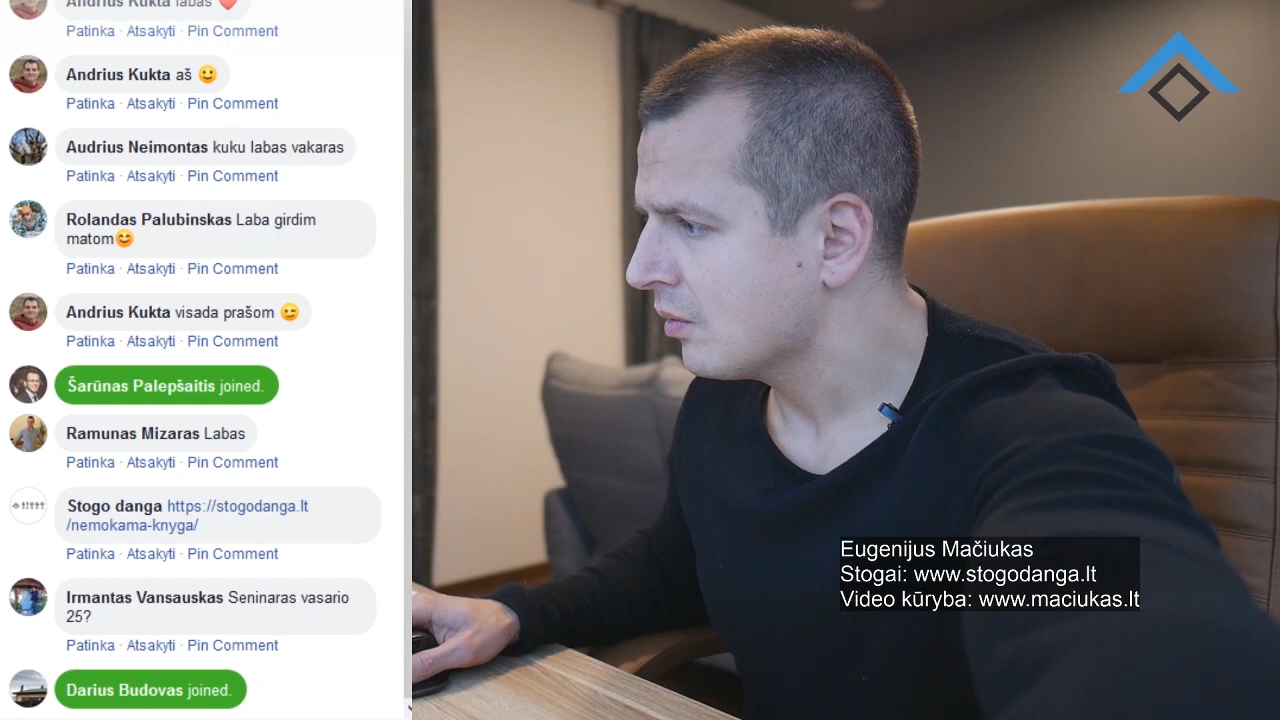 Andrius Kukta labas
Patinka · Atsakyti · Pin Comment
Andrius Kukta aš
Patinka · Atsakyti · Pin Comment
Audrius Neimontas kuku labas vakaras
Patinka · Atsakyti · Pin Comment
Rolandas Palubinskas Laba girdim
matom
Patinka · Atsakyti · Pin Comment
Andrius Kukta visada prašom
Patinka · Atsakyti · Pin Comment
Šarūnas Palepšaitis joined.
Ramunas Mizaras Labas
Patinka · Atsakyti · Pin Comment
Stogo danga https://stogodanga.lt
/nemokama-knyga/
Patinka · Atsakyti · Pin Comment
Irmantas Vansauskas Seninaras vasario
25?
Patinka · Atsakyti · Pin Comment
Darius Budovas joined.
Eugenijus Mačiukas
Stogai: www.stogodanga.lt
Video kūryba: www.maciukas.lt